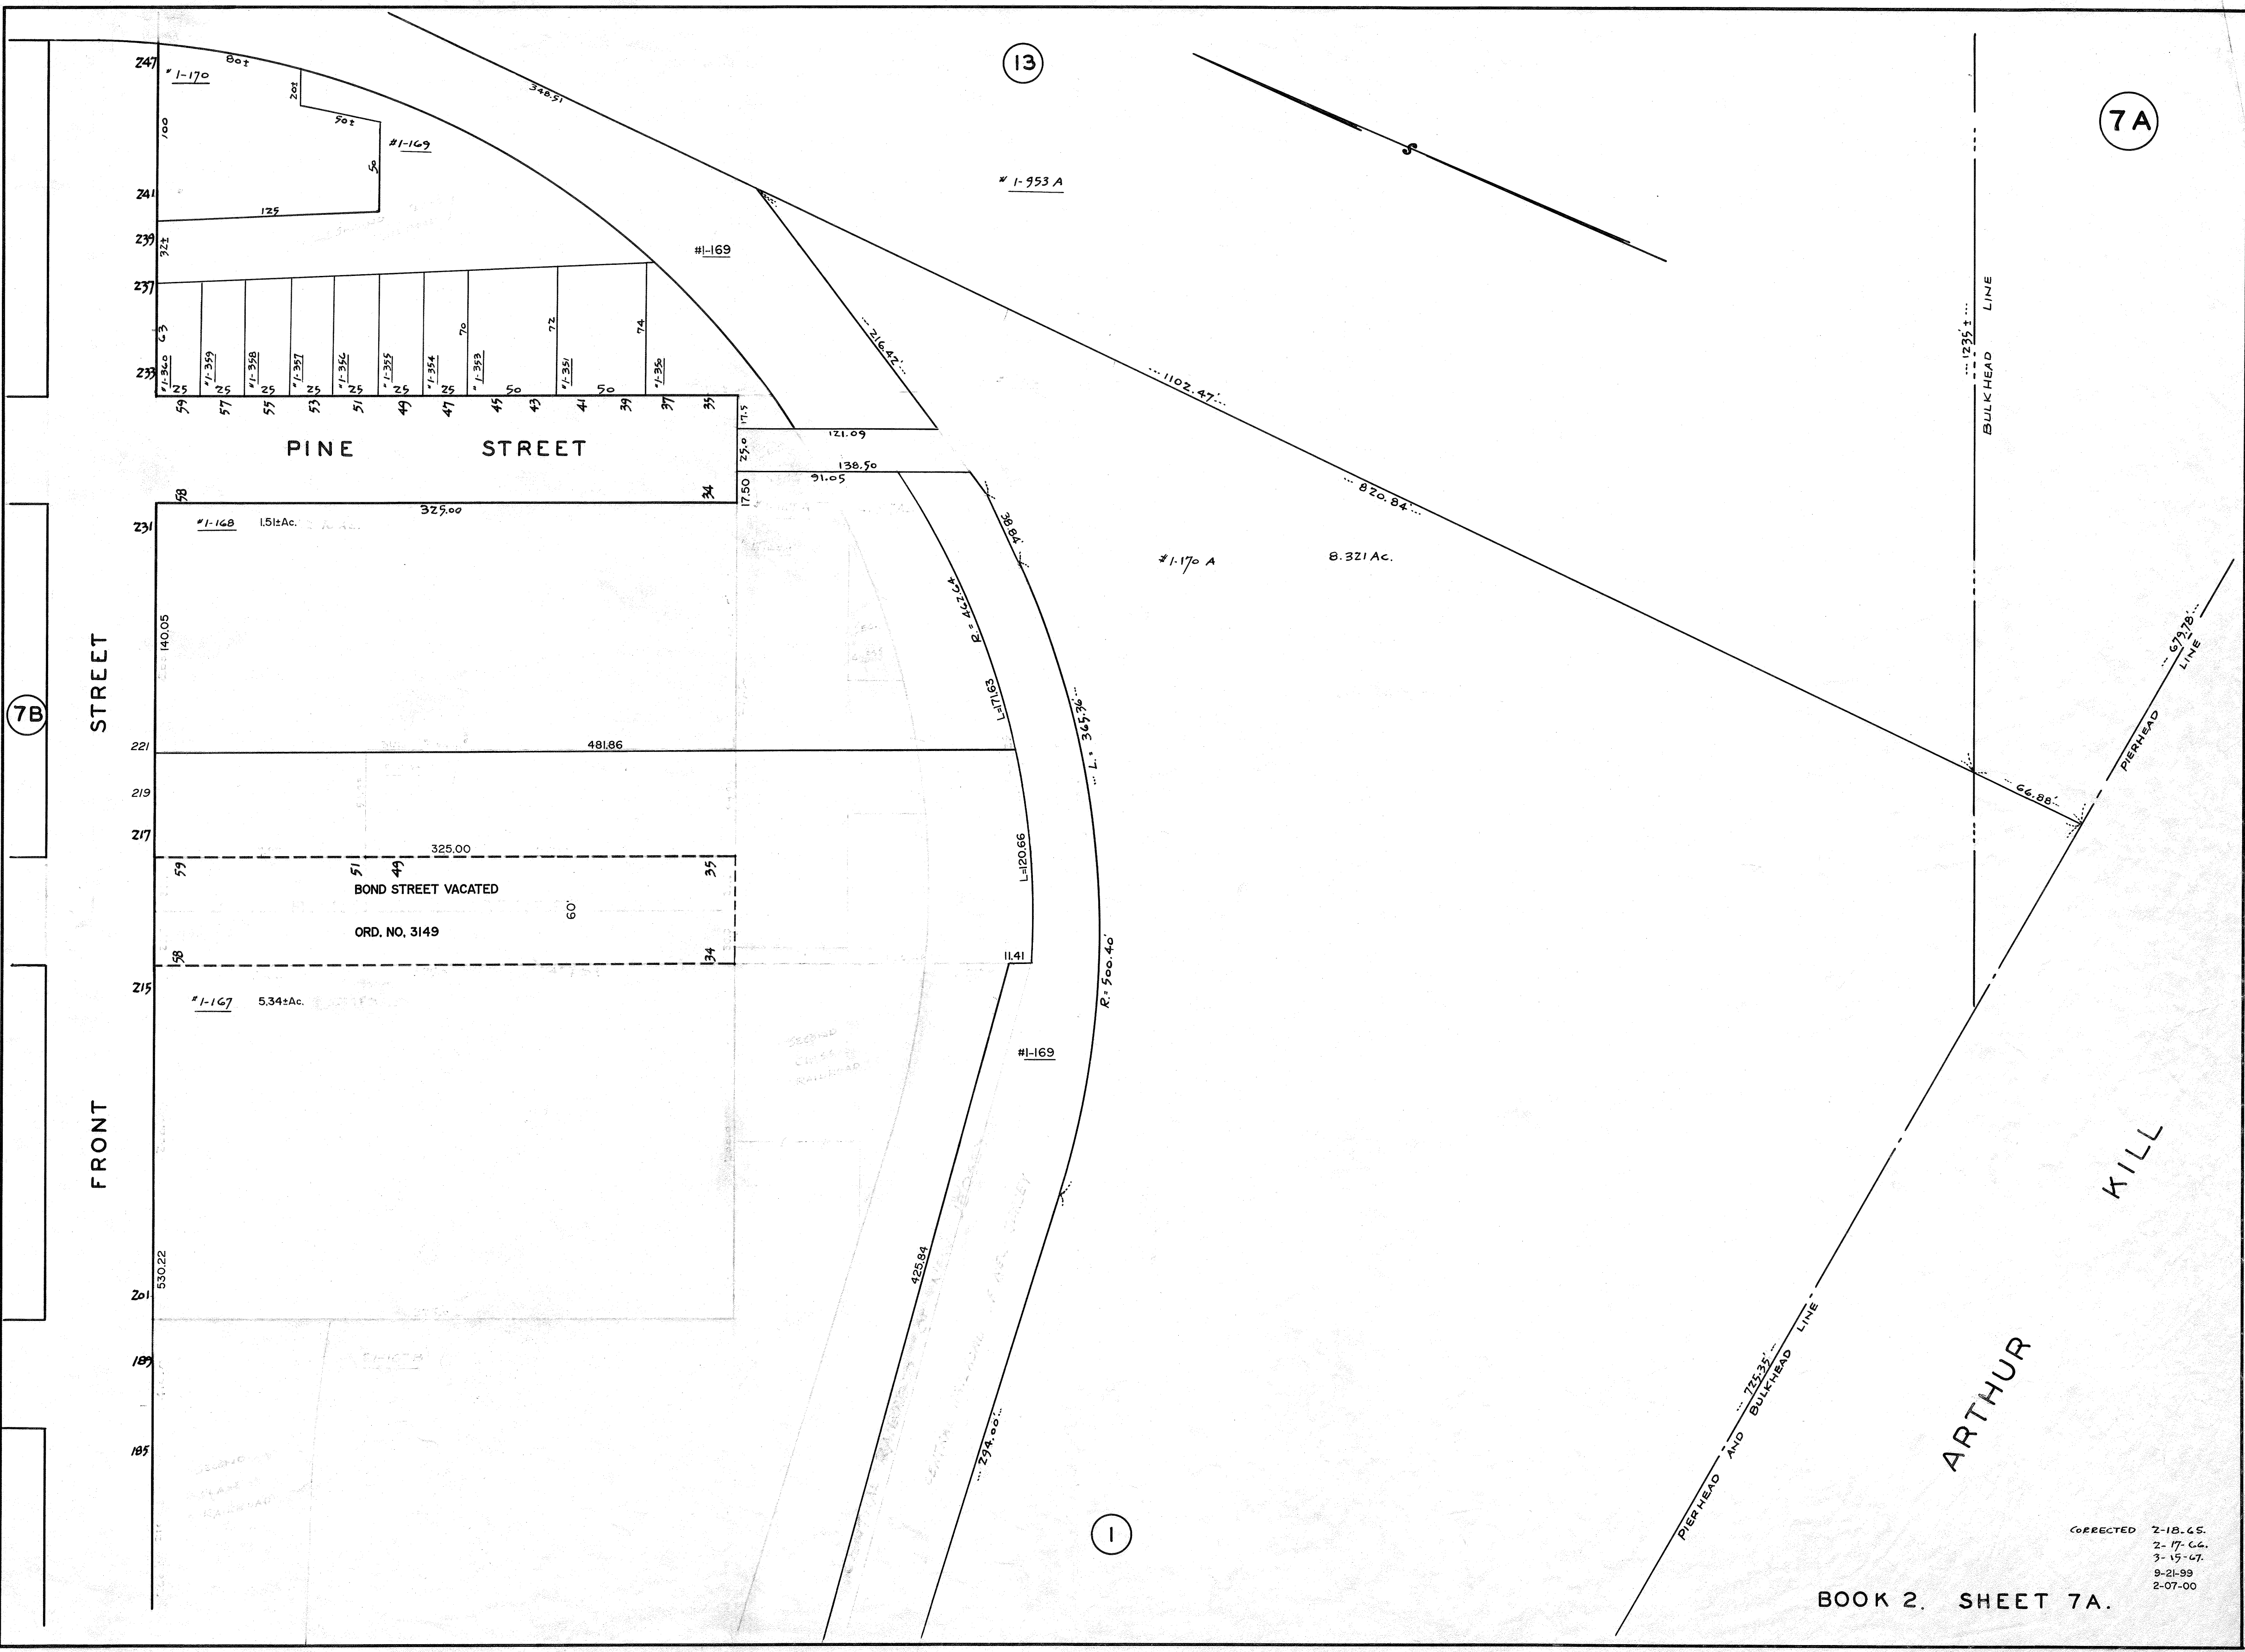 13
7A
247
# 1-170
80±
20±
50±
100
#1-169
50
348.51
# 1-953 A
S
241
125
239
32±
#1-169
237
63
70
72
74
216.42'
1102.47'
1235' ±
BULKHEAD LINE
233
#1-360
#1-359
#1-358
#1-357
#1-356
#1-355
#1-354
#1-353
#1-351
#1-350
25 25 25 25 25 25 25 50 50
59 57 55 53 51 49 47 45 43 41 39 37 35
17.5
121.09
PINE STREET
25.0
138.50
91.05
17.50
58
34
325.00
820.84'
231
#1-168 1.51±Ac.
38.84'
#1-170 A 8.321 Ac.
R.= 462.64
140.05
L=171.63
L.= 365.36'
679.78'
PIERHEAD LINE
STREET
7B
221
481.86
219
66.88'
217
325.00
59 51 49 35
L=120.66
BOND STREET VACATED
60'
ORD. NO. 3149
58
34
11.41
R.= 500.40'
215
#1-167 5.34±Ac.
#1-169
FRONT
530.22
201
425.84
189
185
294.00'
725.35'
PIERHEAD AND BULKHEAD LINE
ARTHUR KILL
1
CORRECTED 2-18-65.
2-17-66.
3-15-67.
9-21-99
2-07-00
BOOK 2. SHEET 7A.